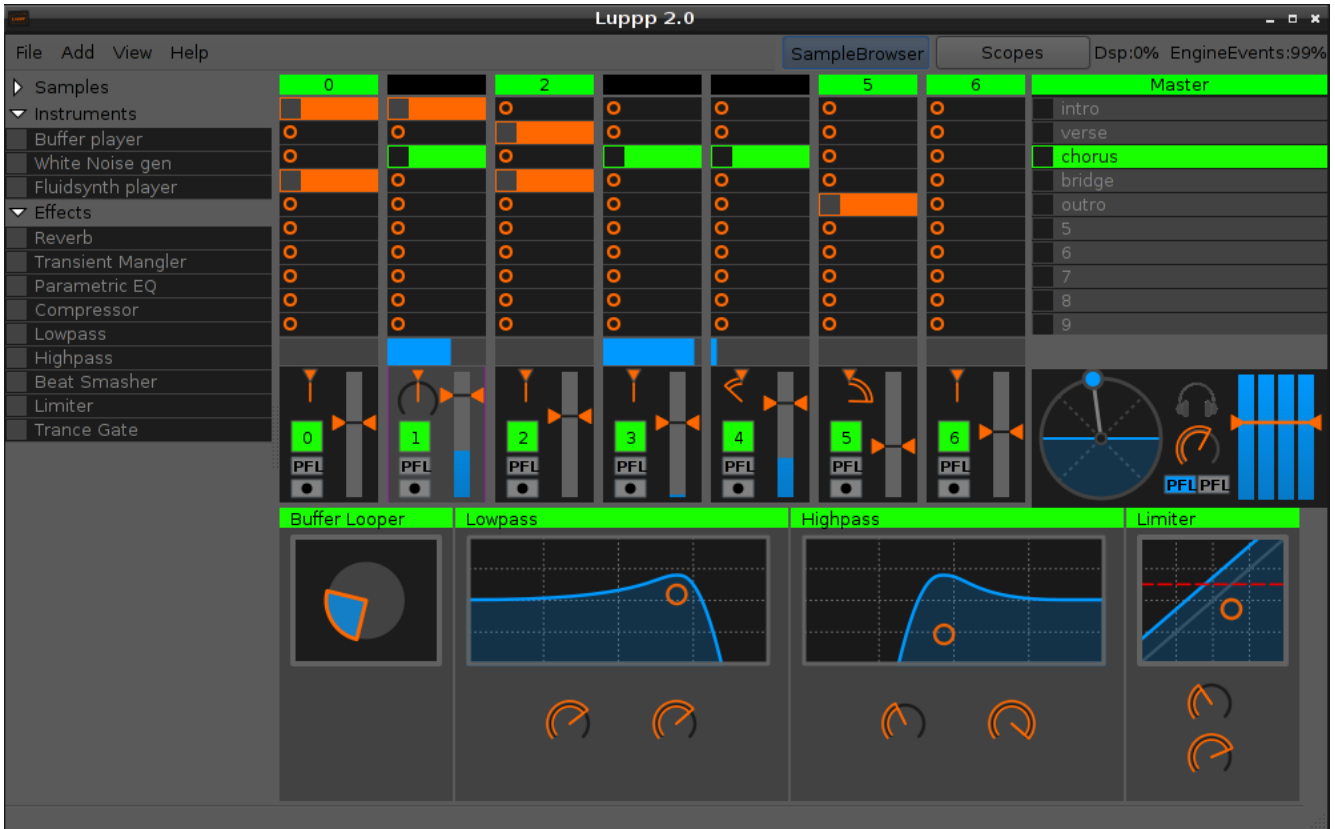 Luppp 2.0
File Add View Help SampleBrowser Scopes Dsp:0% EngineEvents:99%
Samples
Instruments
Buffer player
White Noise gen
Fluidsynth player
Effects
Reverb
Transient Mangler
Parametric EQ
Compressor
Lowpass
Highpass
Beat Smasher
Limiter
Trance Gate
0 2 5 6 Master
intro
verse
chorus
bridge
outro
5
6
7
8
9
0 1 2 3 4 5 6
PFL PFL PFL PFL PFL PFL PFL
PFL PFL
Buffer Looper Lowpass Highpass Limiter